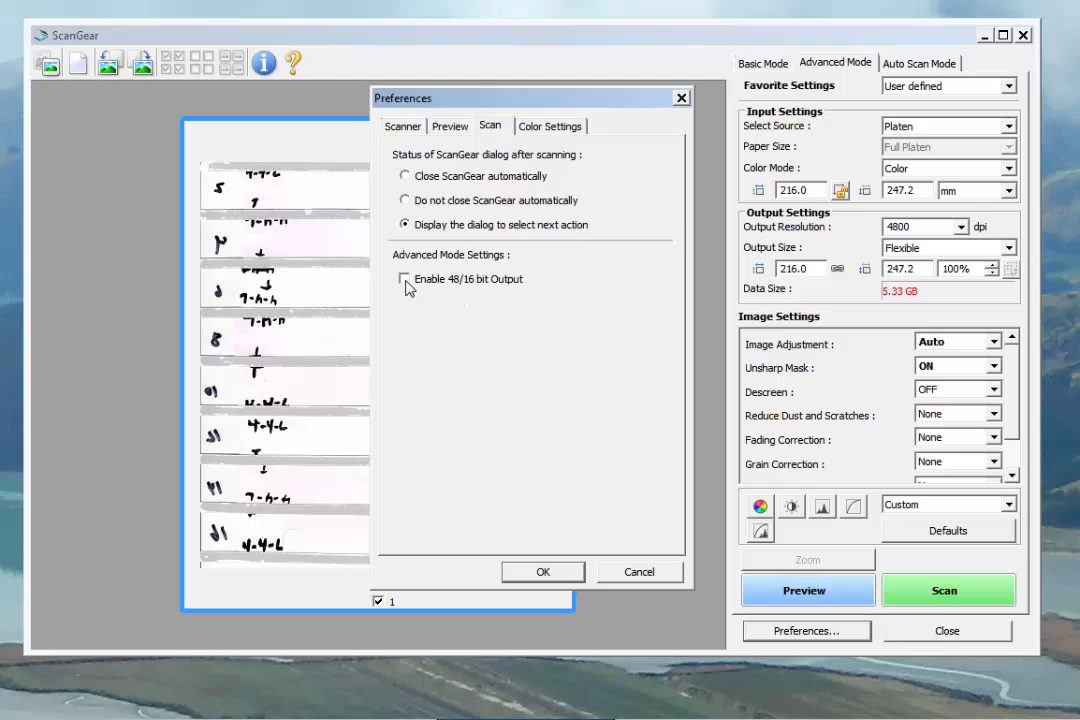 ScanGear
Basic Mode
Advanced Mode
Auto Scan Mode
Favorite Settings
User defined
Input Settings
Select Source :
Platen
Paper Size :
Full Platen
Color Mode :
Color
216.0
247.2
mm
Output Settings
Output Resolution :
4800
dpi
Output Size :
Flexible
216.0
247.2
100%
Data Size :
5.33 GB
Image Settings
Image Adjustment :
Auto
Unsharp Mask :
ON
Descreen :
OFF
Reduce Dust and Scratches :
None
Fading Correction :
None
Grain Correction :
None
Custom
Defaults
Zoom
Preview
Scan
Preferences...
Close
Preferences
Scanner
Preview
Scan
Color Settings
Status of ScanGear dialog after scanning :
Close ScanGear automatically
Do not close ScanGear automatically
Display the dialog to select next action
Advanced Mode Settings :
Enable 48/16 bit Output
OK
Cancel
1